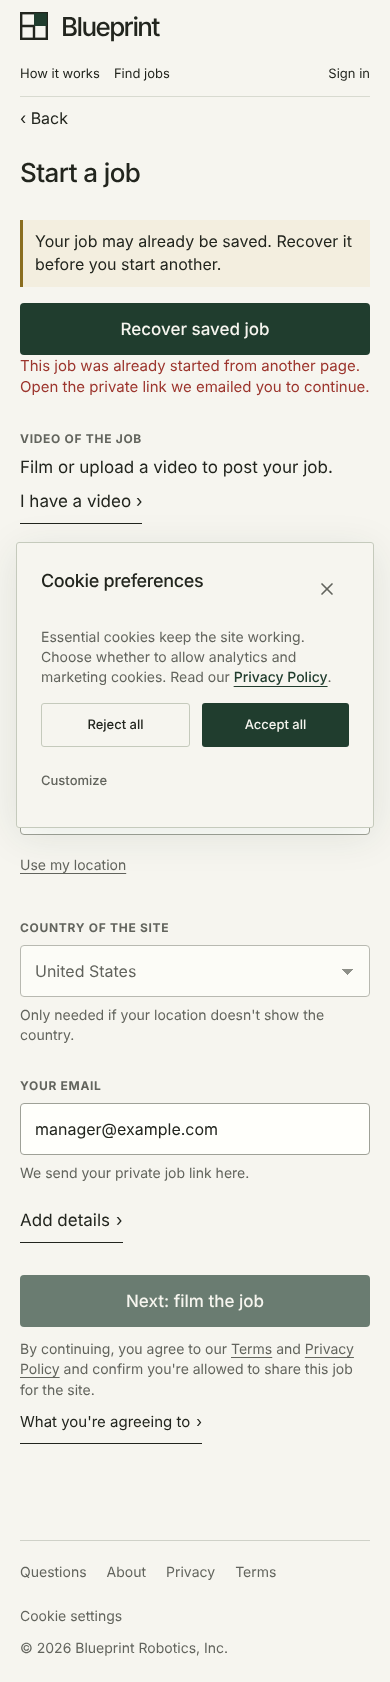 Blueprint
How it works Find jobs Sign in
‹ Back
Start a job
Your job may already be saved. Recover it
before you start another.
Recover saved job
This job was already started from another page.
Open the private link we emailed you to continue.
VIDEO OF THE JOB
Film or upload a video to post your job.
I have a video ›
Cookie preferences
Essential cookies keep the site working.
Choose whether to allow analytics and
marketing cookies. Read our Privacy Policy.
Reject all Accept all
Customize
Use my location
COUNTRY OF THE SITE
United States
Only needed if your location doesn't show the
country.
YOUR EMAIL
manager@example.com
We send your private job link here.
Add details ›
Next: film the job
By continuing, you agree to our Terms and Privacy
Policy and confirm you're allowed to share this job
for the site.
What you're agreeing to ›
Questions About Privacy Terms
Cookie settings
© 2026 Blueprint Robotics, Inc.